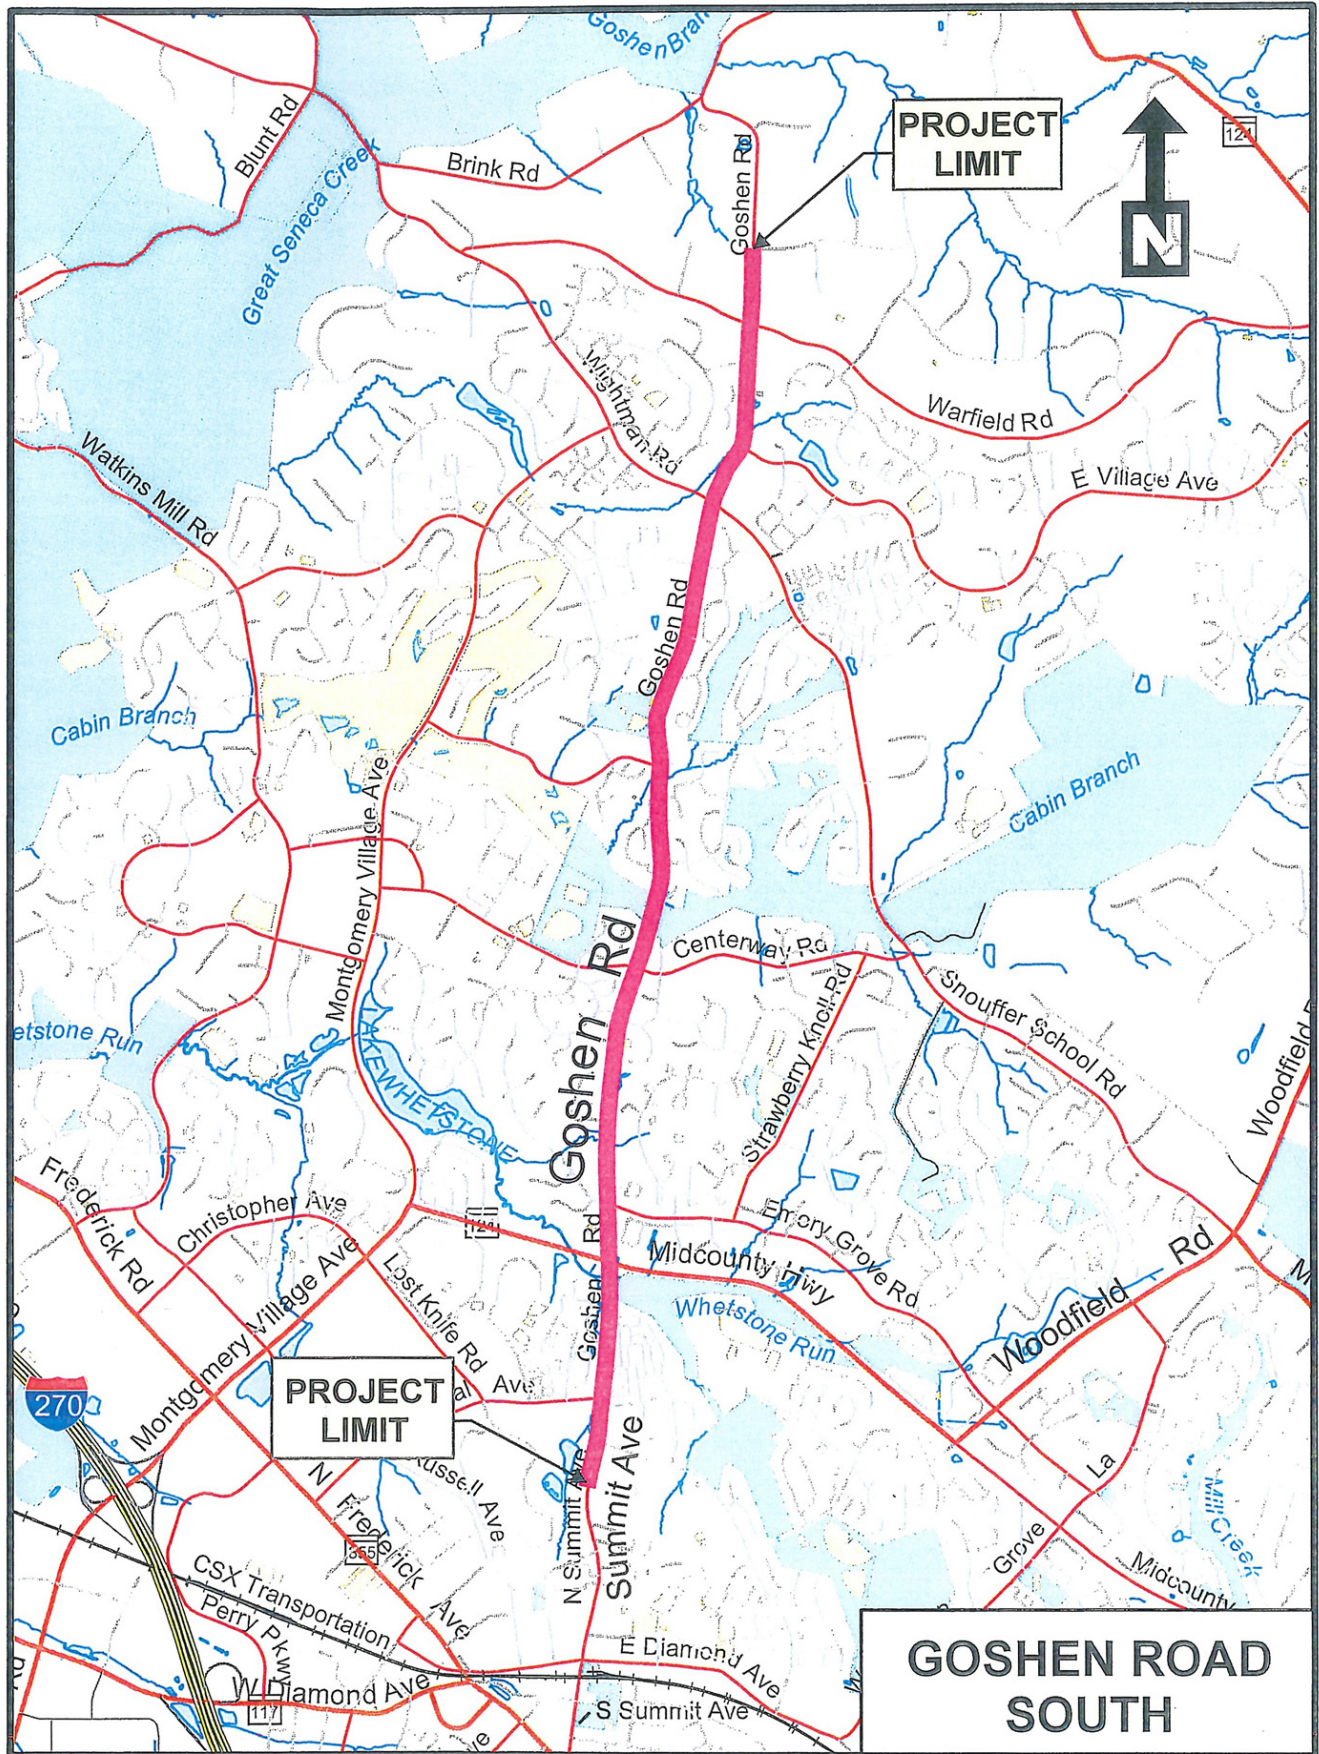 Goshen Bran
Blunt Rd
Great Seneca Creek
Brink Rd
Goshen Rd
PROJECT
LIMIT
124
N
Wightman Rd
Warfield Rd
E Village Ave
Watkins Mill Rd
Goshen Rd
Cabin Branch
Cabin Branch
Montgomery Village Ave
Goshen Rd
Centerway Rd
Strawberry Knoll Rd
Snouffer School Rd
Woodfield
etstone Run
LAKE WHETSTONE
Frederick Rd
Christopher Ave
Montgomery Village Ave
Lost Knife Rd
Goshen Rd
Emory Grove Rd
Midcounty Hwy
Whetstone Run
Woodfield Rd
M
270
PROJECT
LIMIT
al Ave
Russell Ave
N Summit Ave
Summit Ave
N Frederick Ave
355
La
Grove
Mill Creek
Midcounty
CSX Transportation
Perry Pkwy
W Diamond Ave
117
E Diamond Ave
S Summit Ave
ve
Rd
GOSHEN ROAD
SOUTH